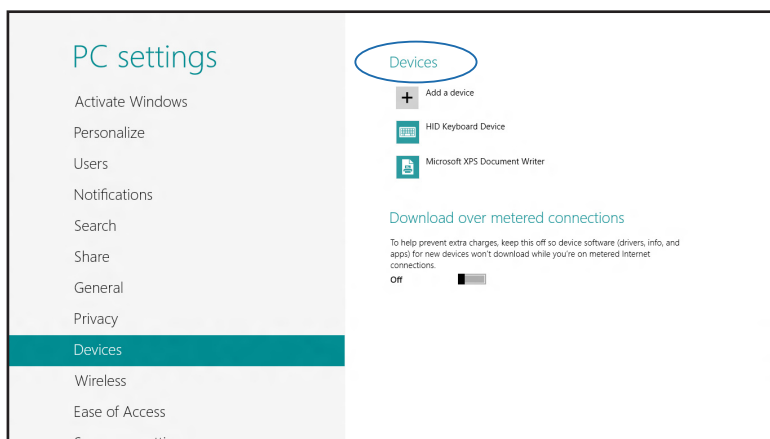 PC settings
Activate Windows
Personalize
Users
Notifications
Search
Share
General
Privacy
Devices
Wireless
Ease of Access
Devices
Add a device
HID Keyboard Device
Microsoft XPS Document Writer
Download over metered connections
To help prevent extra charges, keep this off so device software (drivers, info, and
apps) for new devices won't download while you're on metered Internet
connections.
Off